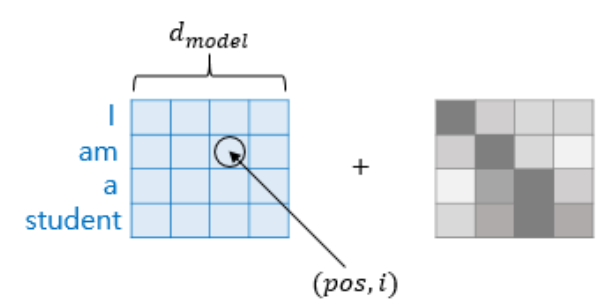 d_model
I
am
a
student
+
(pos, i)